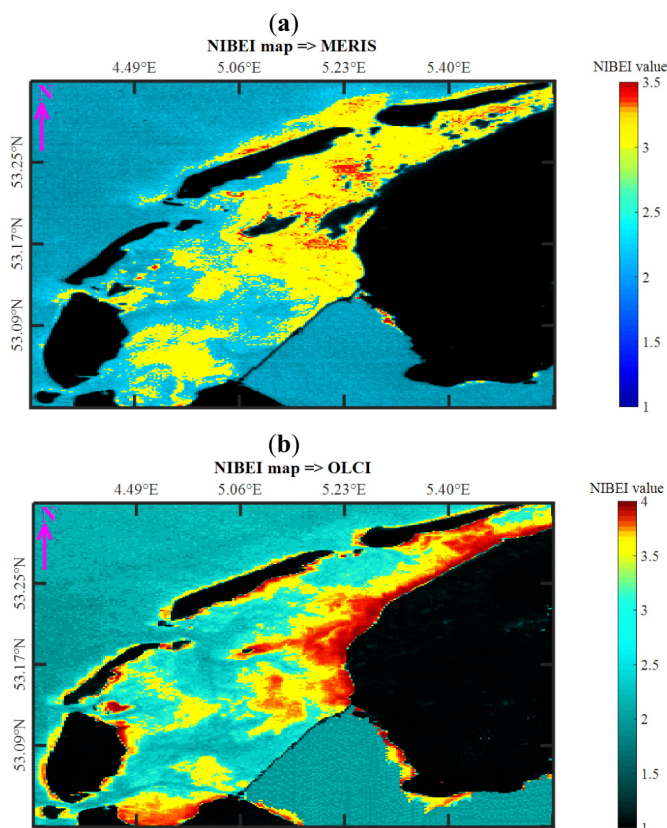 (a)
NIBEI map => MERIS
4.49°E 5.06°E 5.23°E 5.40°E
NIBEI value
N
53.25°N
53.17°N
53.09°N
3.5
3
2.5
2
1.5
1
(b)
NIBEI map => OLCI
4.49°E 5.06°E 5.23°E 5.40°E
NIBEI value
N
53.25°N
53.17°N
53.09°N
4
3.5
3
2.5
2
1.5
1